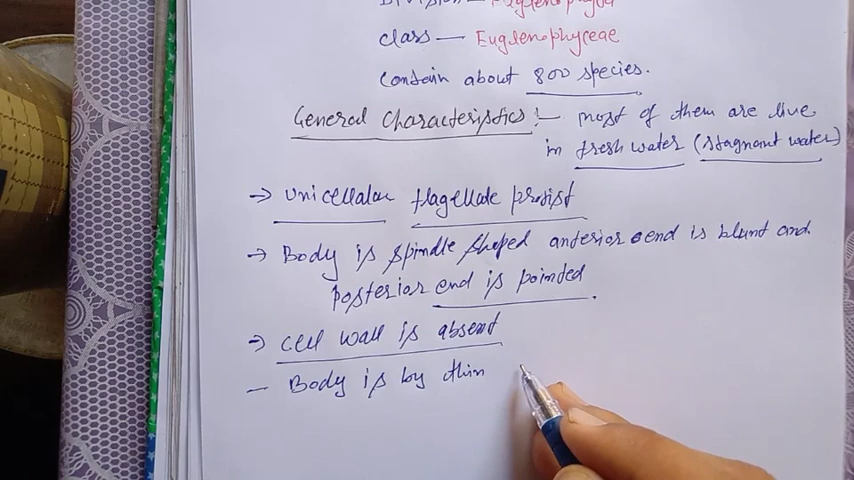 Division — Euglenophyta
Class — Euglenophyceae
Contain about 800 species.
General Characteristics :— most of them are live
in fresh water (stagnant water)
→ unicellular flagellate protist
→ Body is spindle shaped anterior end is blunt and
posterior end is pointed.
→ cell wall is absent
— Body is by thin